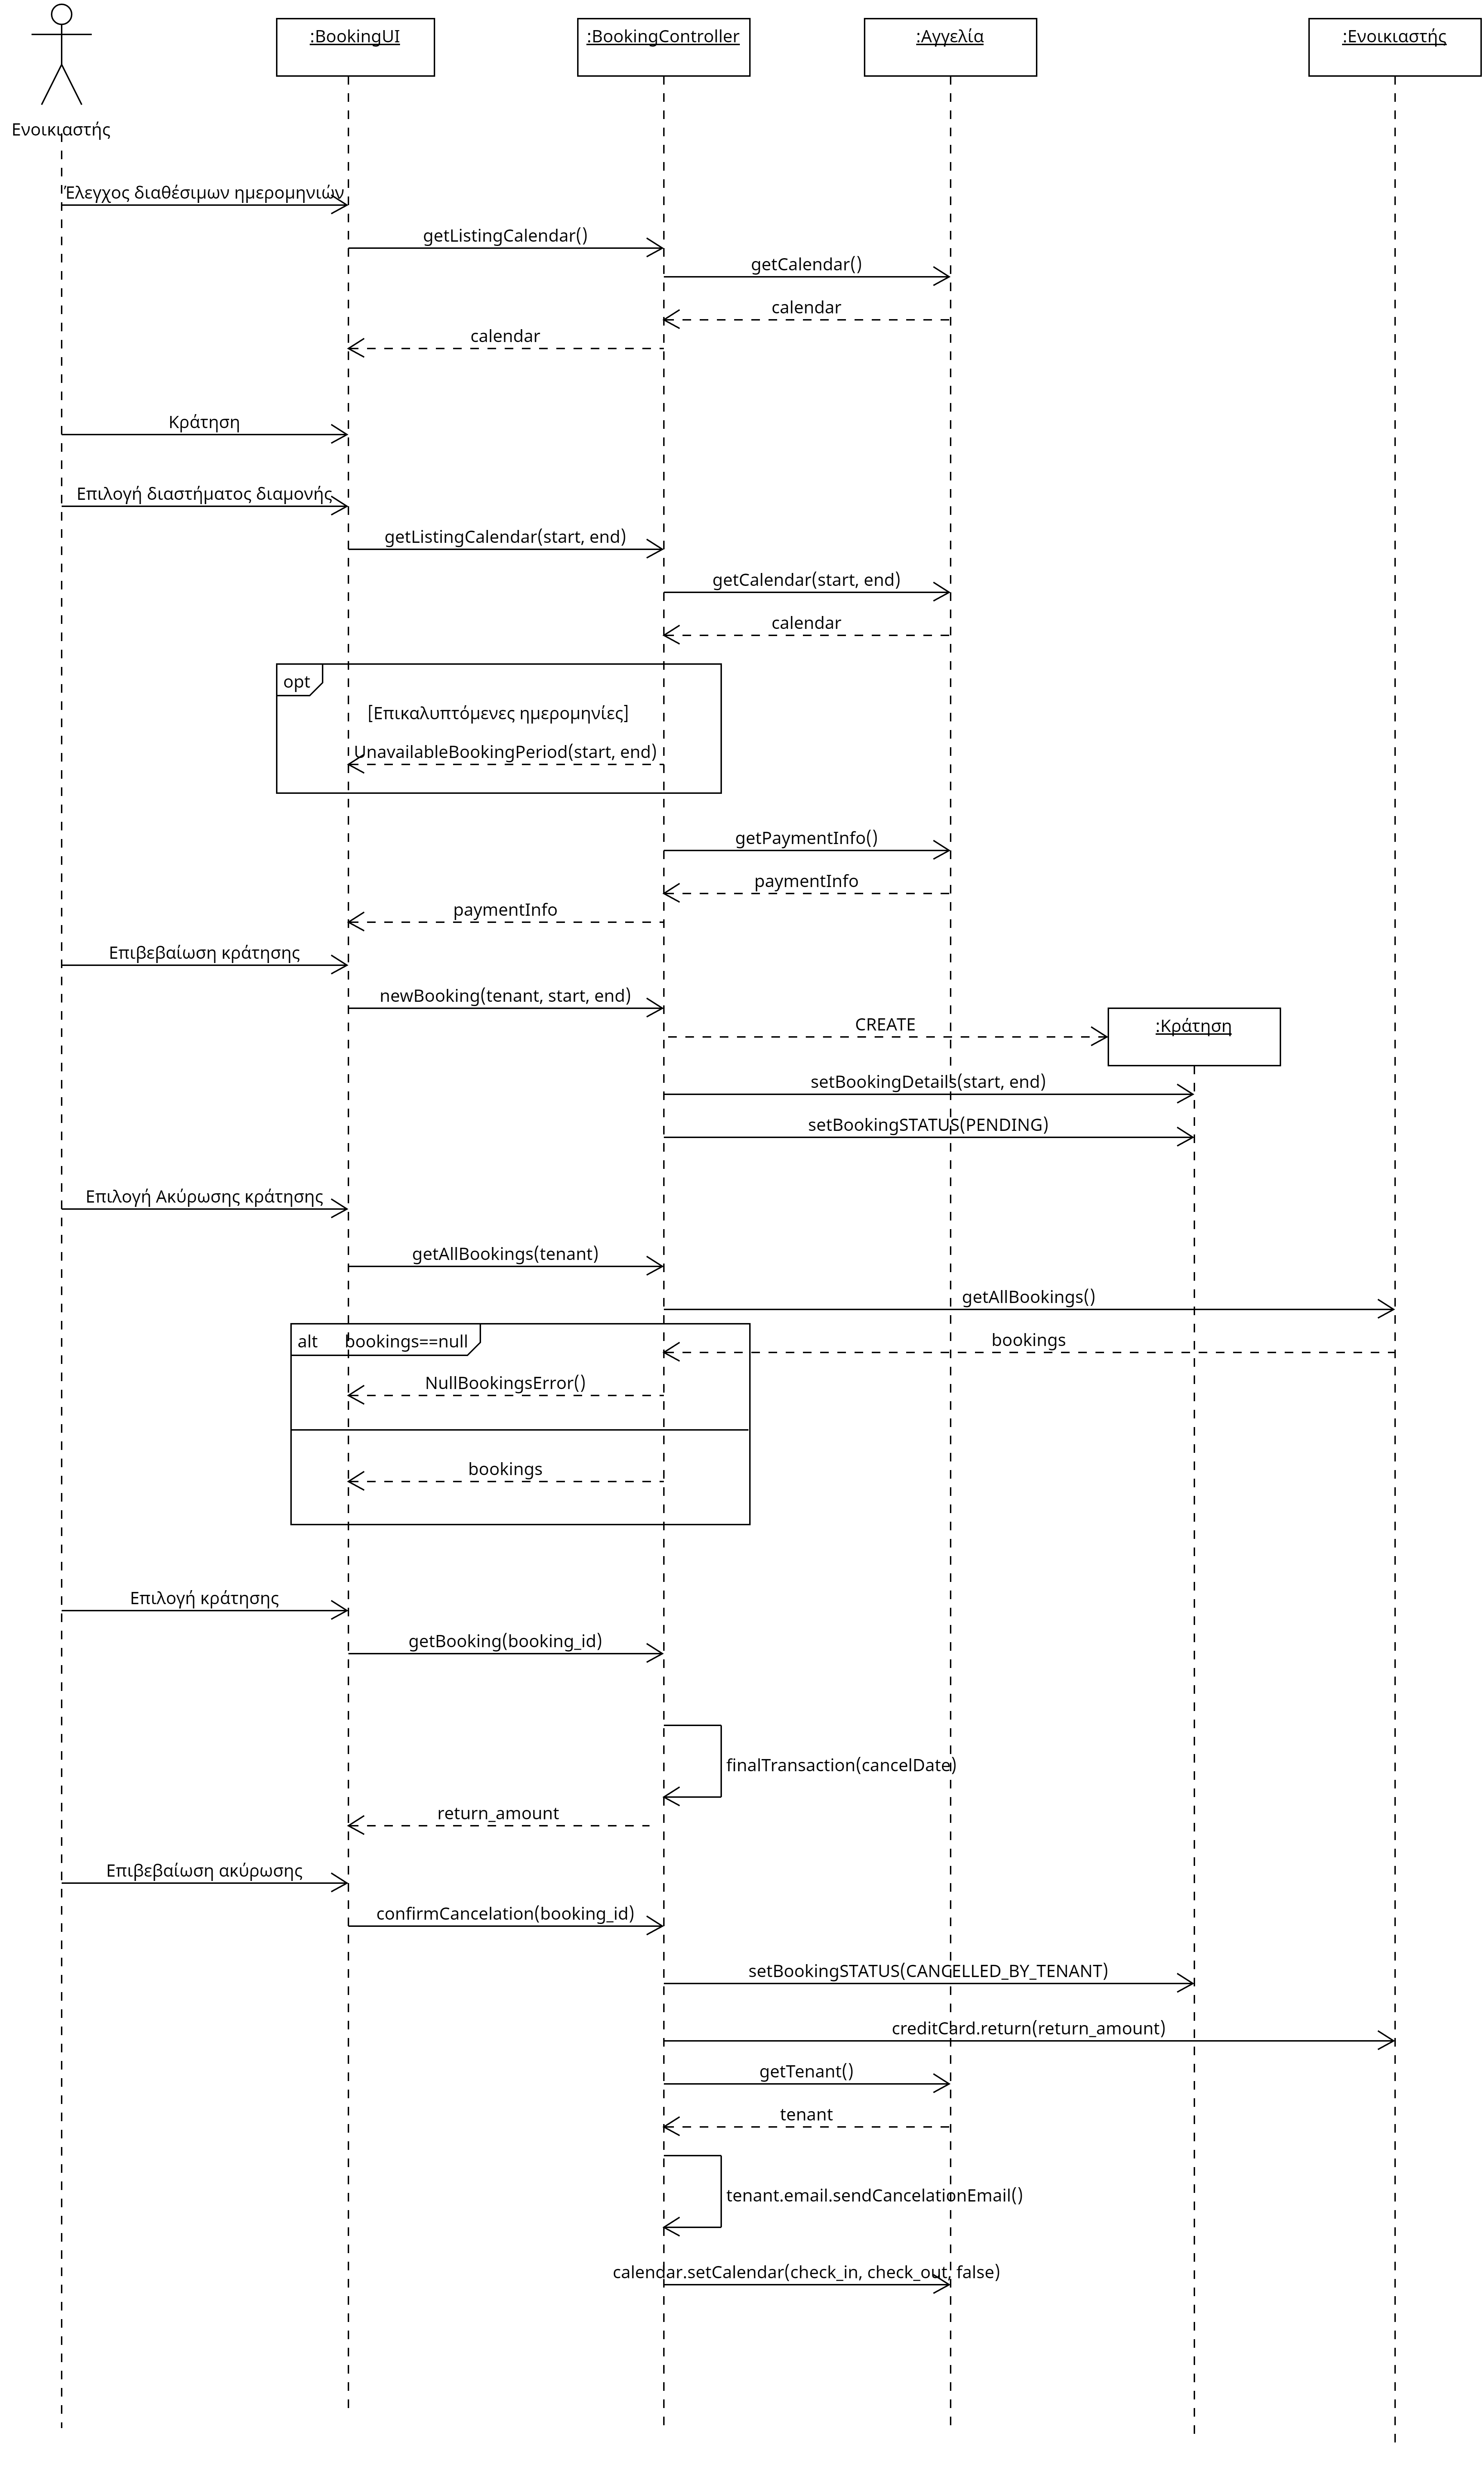 :BookingUI
:BookingController
:Αγγελία
:Ενοικιαστής
Ενοικιαστής
Έλεγχος διαθέσιμων ημερομηνιών
getListingCalendar()
getCalendar()
calendar
calendar
Κράτηση
Επιλογή διαστήματος διαμονής
getListingCalendar(start, end)
getCalendar(start, end)
calendar
opt
[Επικαλυπτόμενες ημερομηνίες]
UnavailableBookingPeriod(start, end)
getPaymentInfo()
paymentInfo
paymentInfo
Επιβεβαίωση κράτησης
newBooking(tenant, start, end)
CREATE
:Κράτηση
setBookingDetails(start, end)
setBookingSTATUS(PENDING)
Επιλογή Ακύρωσης κράτησης
getAllBookings(tenant)
getAllBookings()
alt bookings==null
bookings
NullBookingsError()
bookings
Επιλογή κράτησης
getBooking(booking_id)
finalTransaction(cancelDate)
return_amount
Επιβεβαίωση ακύρωσης
confirmCancelation(booking_id)
setBookingSTATUS(CANCELLED_BY_TENANT)
creditCard.return(return_amount)
getTenant()
tenant
tenant.email.sendCancelationEmail()
calendar.setCalendar(check_in, check_out, false)